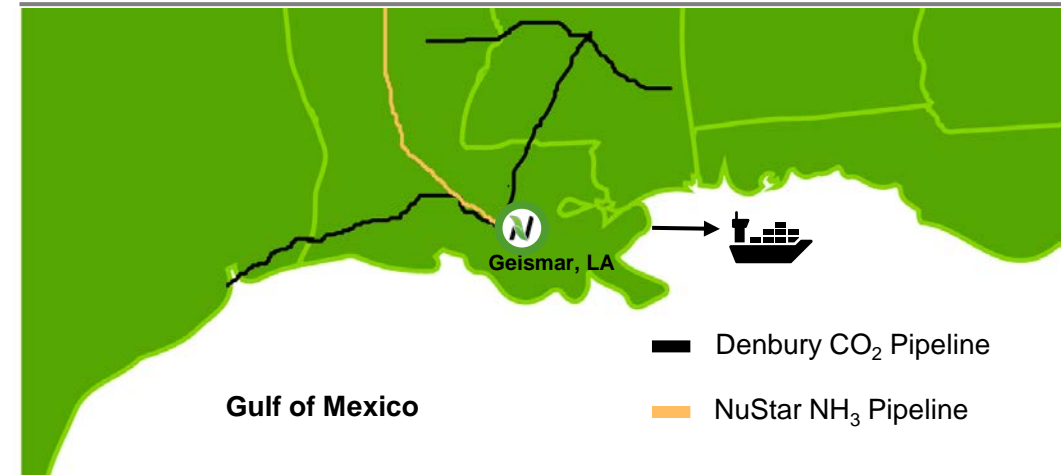 Geismar, LA
Denbury CO₂ Pipeline
Gulf of Mexico
NuStar NH₃ Pipeline